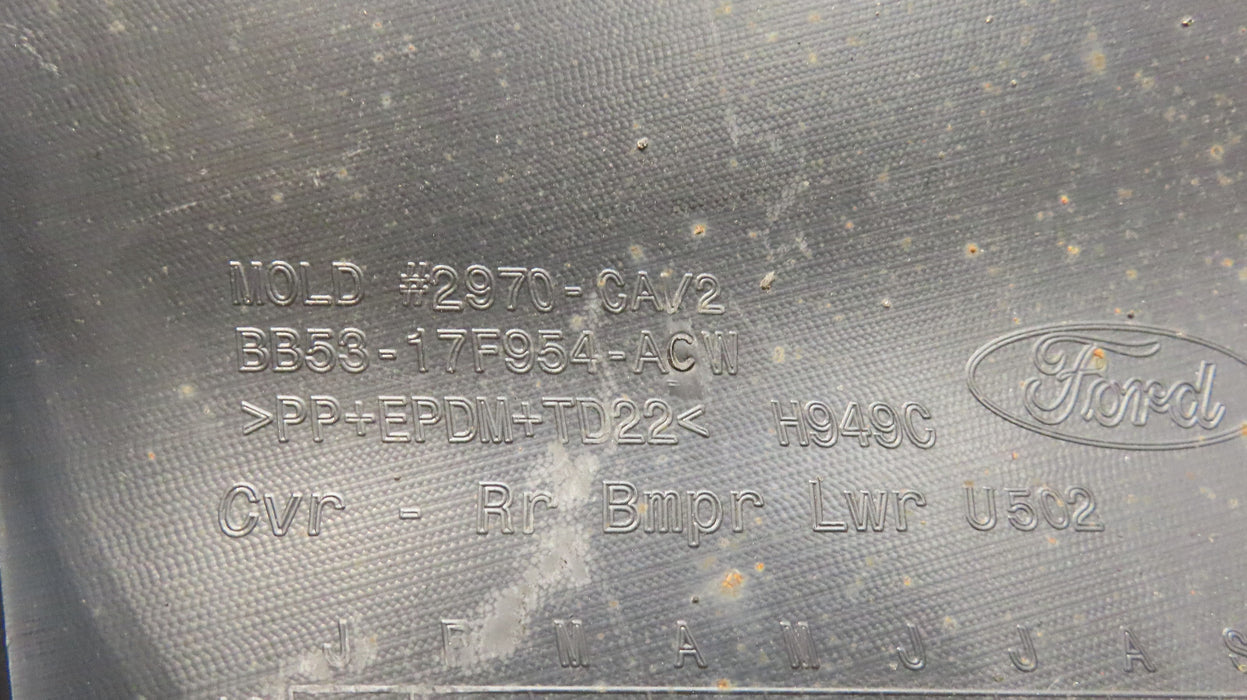 MOLD #2970-CAV2
BB53-17F954-ACW
>PP+EPDM+TD22< H949C
Ford
Cvr - Rr Bmpr Lwr U502
J F M A M J J A S